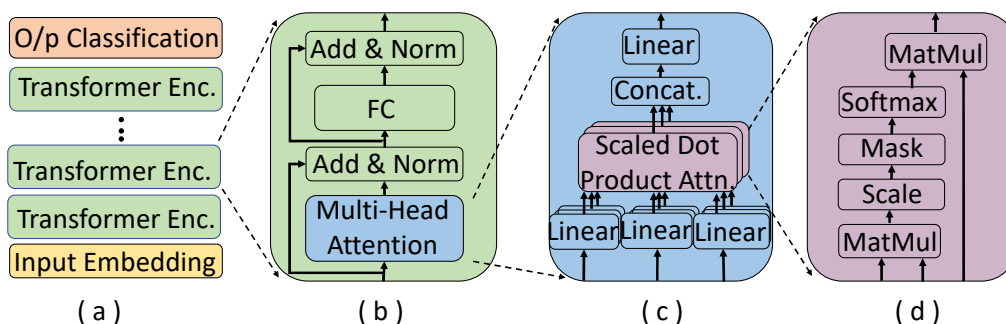 O/p Classification
Transformer Enc.
Transformer Enc.
Transformer Enc.
Input Embedding
( a )
Add & Norm
FC
Add & Norm
Multi-Head
Attention
( b )
Linear
Concat.
Scaled Dot
Product Attn.
Linear Linear Linear
( c )
MatMul
Softmax
Mask
Scale
MatMul
( d )